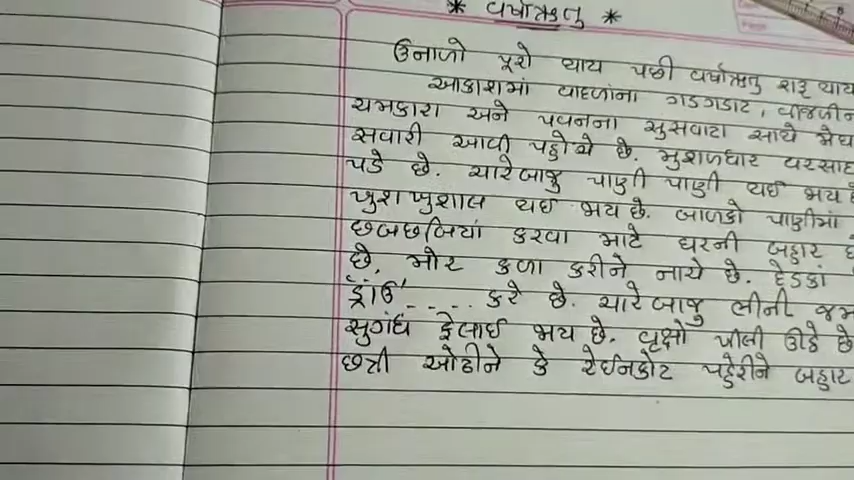 * વર્ષાઋતુ *
ઉનાળો પૂરો થાય પછી વર્ષાઋતુ શરૂ થાય
આકાશમાં વાદળાંના ગડગડાટ, વીજળીન
ચમકારા અને પવનના સુસવાટા સાથે મેઘ
સવારી આવી પહોંચે છે. મુશળધાર વરસાદ
પડે છે. ચારેબાજુ પાણી પાણી થઈ જાય છે
ખુશખુશાલ થઈ જાય છે. બાળકો પાણીમાં
છબછબિયાં કરવા માટે ઘરની બહાર
છે. મોર કળા કરીને નાચે છે. દેડકાં
ડ્રાંઉ ---- કરે છે. ચારેબાજુ ભીની જમ
સુગંધ ફેલાઈ જાય છે. વૃક્ષો ખીલી ઊઠે છે
છત્રી ઓઢીને કે રેઈનકોટ પહેરીને બહાર